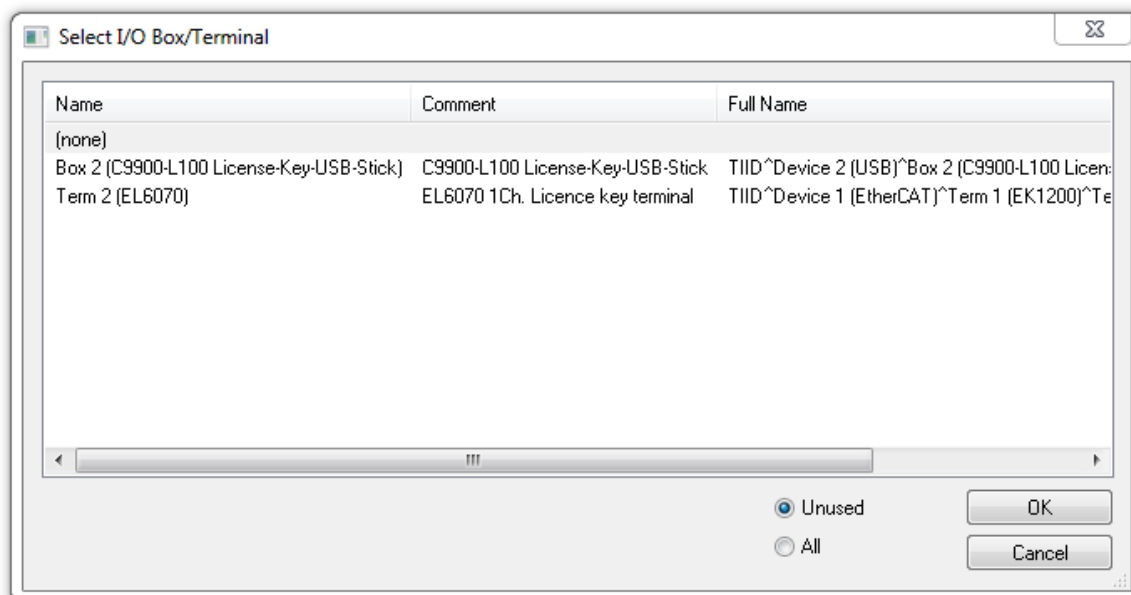 Select I/O Box/Terminal
Name Comment Full Name
(none)
Box 2 (C9900-L100 License-Key-USB-Stick) C9900-L100 License-Key-USB-Stick TIID^Device 2 (USB)^Box 2 (C9900-L100 Licen
Term 2 (EL6070) EL6070 1Ch. Licence key terminal TIID^Device 1 (EtherCAT)^Term 1 (EK1200)^Te
Unused OK
All Cancel